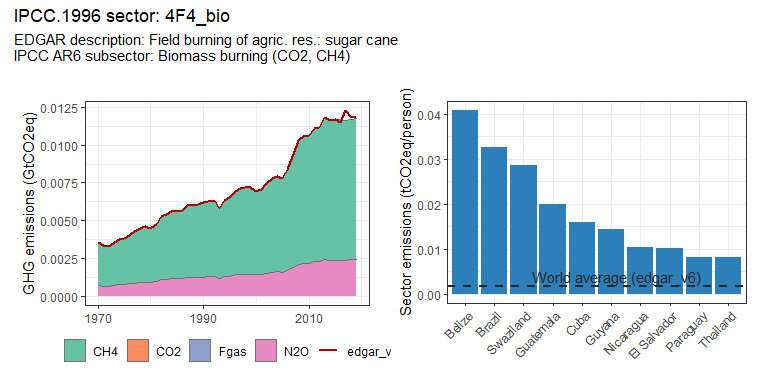 IPCC.1996 sector: 4F4_bio
EDGAR description: Field burning of agric. res.: sugar cane
IPCC AR6 subsector: Biomass burning (CO2, CH4)
GHG emissions (GtCO2eq)
0.0125
0.0100
0.0075
0.0050
0.0025
0.0000
1970
1990
2010
CH4
CO2
Fgas
N2O
edgar_v
Sector emissions (tCO2eq/person)
0.04
0.03
0.02
0.01
0.00
World average (edgar_v6)
Belize
Brazil
Swaziland
Guatemala
Cuba
Guyana
Nicaragua
El Salvador
Paraguay
Thailand